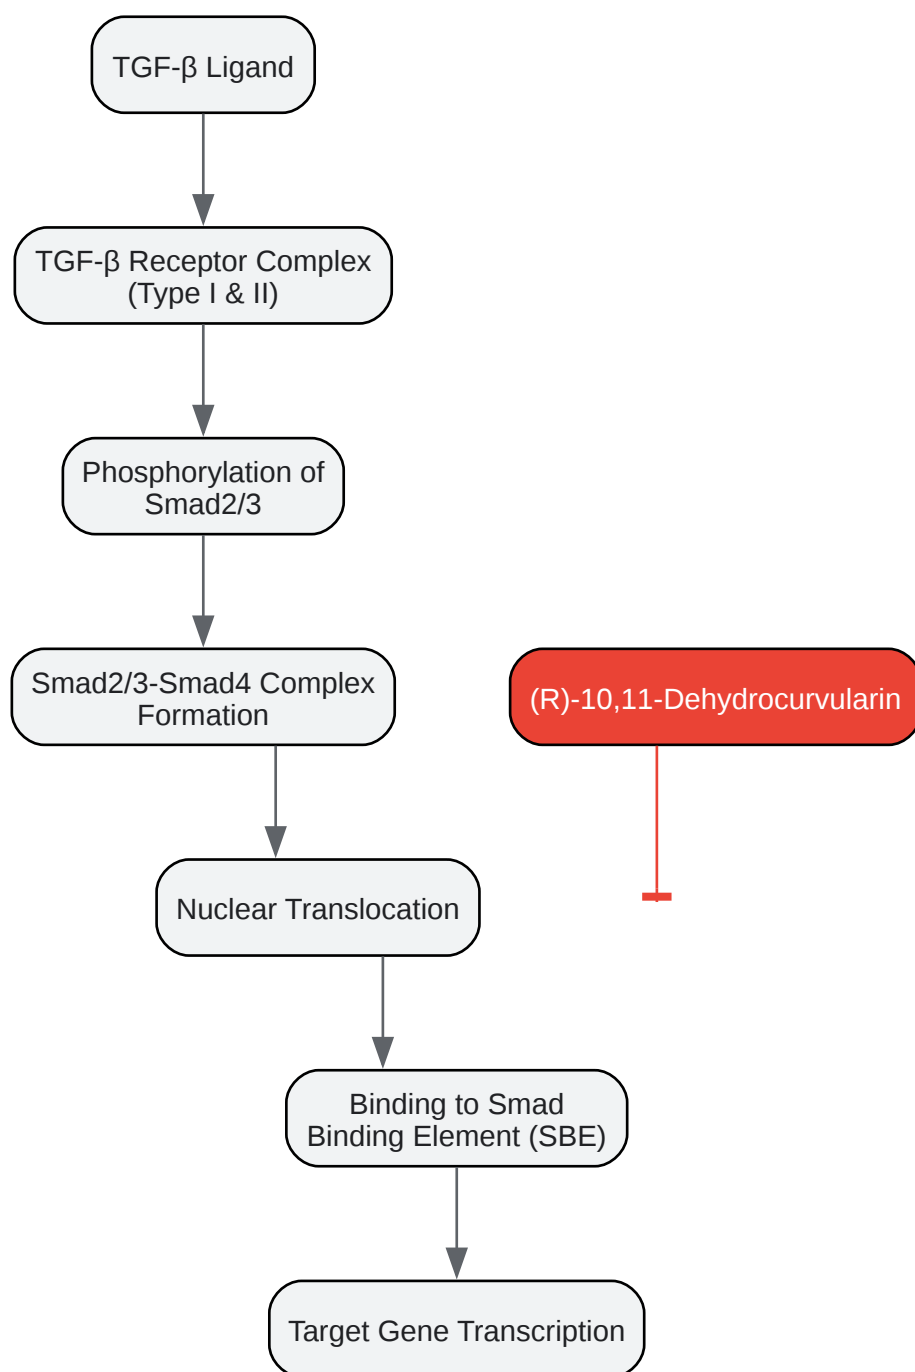 TGF-β Ligand
TGF-β Receptor Complex
(Type I & II)
Phosphorylation of
Smad2/3
Smad2/3-Smad4 Complex
Formation
(R)-10,11-Dehydrocurvularin
Nuclear Translocation
Binding to Smad
Binding Element (SBE)
Target Gene Transcription